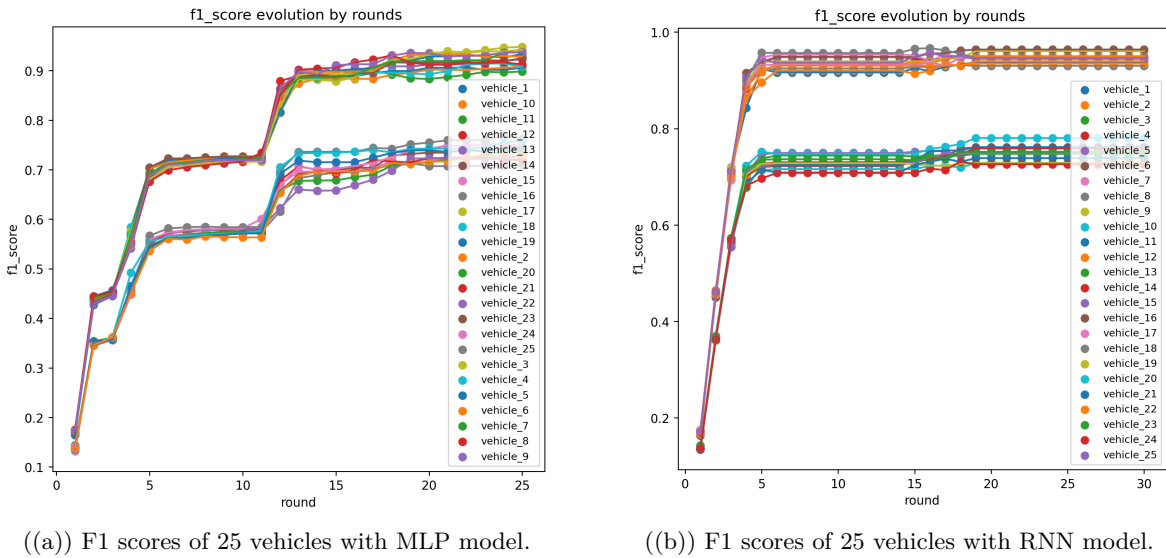 f1_score evolution by rounds
f1_score
0.9
0.8
0.7
0.6
0.5
0.4
0.3
0.2
0.1
0
5
10
15
20
25
round
vehicle_1
vehicle_10
vehicle_11
vehicle_12
vehicle_13
vehicle_14
vehicle_15
vehicle_16
vehicle_17
vehicle_18
vehicle_19
vehicle_2
vehicle_20
vehicle_21
vehicle_22
vehicle_23
vehicle_24
vehicle_25
vehicle_3
vehicle_4
vehicle_5
vehicle_6
vehicle_7
vehicle_8
vehicle_9
((a)) F1 scores of 25 vehicles with MLP model.
f1_score evolution by rounds
f1_score
1.0
0.8
0.6
0.4
0.2
0
5
10
15
20
25
30
round
vehicle_1
vehicle_2
vehicle_3
vehicle_4
vehicle_5
vehicle_6
vehicle_7
vehicle_8
vehicle_9
vehicle_10
vehicle_11
vehicle_12
vehicle_13
vehicle_14
vehicle_15
vehicle_16
vehicle_17
vehicle_18
vehicle_19
vehicle_20
vehicle_21
vehicle_22
vehicle_23
vehicle_24
vehicle_25
((b)) F1 scores of 25 vehicles with RNN model.